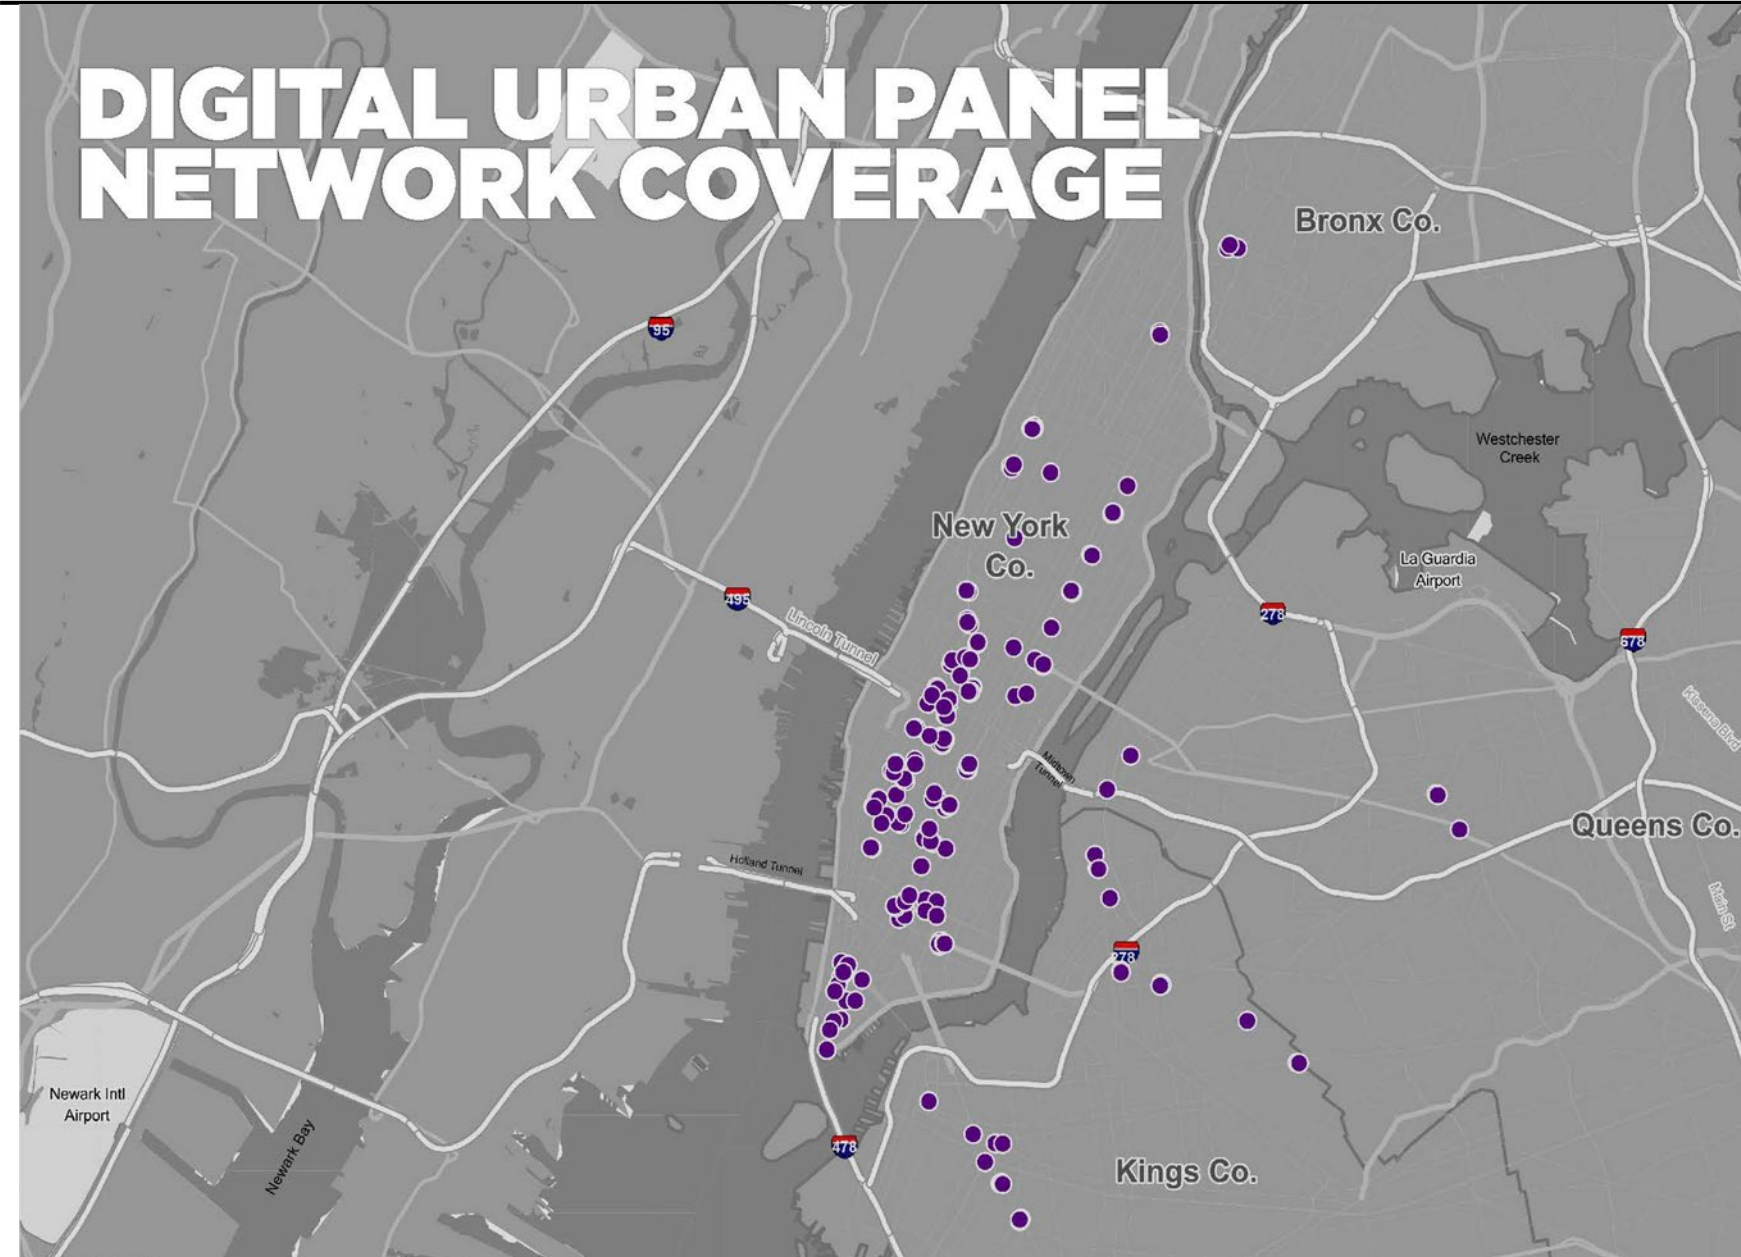 DIGITAL URBAN PANEL
NETWORK COVERAGE
Bronx Co.
95
Westchester
Creek
New York
Co.
La Guardia
Airport
495
Lincoln Tunnel
278
678
Kissena Blvd
Midtown
Tunnel
Queens Co.
Holland Tunnel
Main St
278
Newark Intl
Airport
Newark Bay
478
Kings Co.